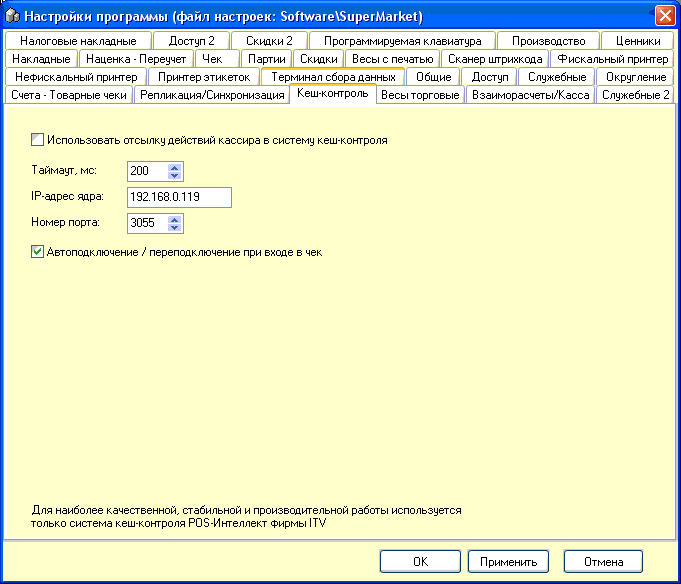 Настройки программы (файл настроек: Software\SuperMarket)
Налоговые накладные Доступ 2 Скидки 2 Программируемая клавиатура Производство Ценники
Накладные Наценка - Переучет Чек Партии Скидки Весы с печатью Сканер штрихкода Фискальный принтер
Нефискальный принтер Принтер этикеток Терминал сбора данных Общие Доступ Служебные Округление
Счета - Товарные чеки Репликация/Синхронизация Кеш-контроль Весы торговые Взаиморасчеты/Касса Служебные 2
Использовать отсылку действий кассира в систему кеш-контроля
Таймаут, мс: 200
IP-адрес ядра: 192.168.0.119
Номер порта: 3055
Автоподключение / переподключение при входе в чек
Для наиболее качественной, стабильной и производительной работы используется
только система кеш-контроля POS-Интеллект фирмы ITV
OK Применить Отмена